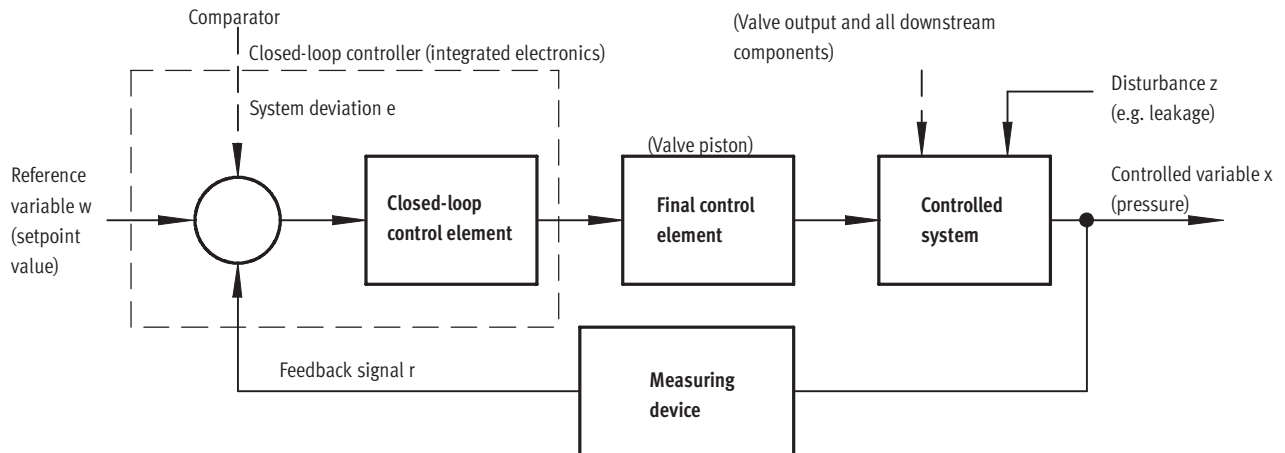 Comparator
Closed-loop controller (integrated electronics)
System deviation e
(Valve output and all downstream
components)
Disturbance z
(e.g. leakage)
Reference
variable w
(setpoint
value)
Closed-loop
control element
(Valve piston)
Final control
element
Controlled
system
Controlled variable x
(pressure)
Feedback signal r
Measuring
device